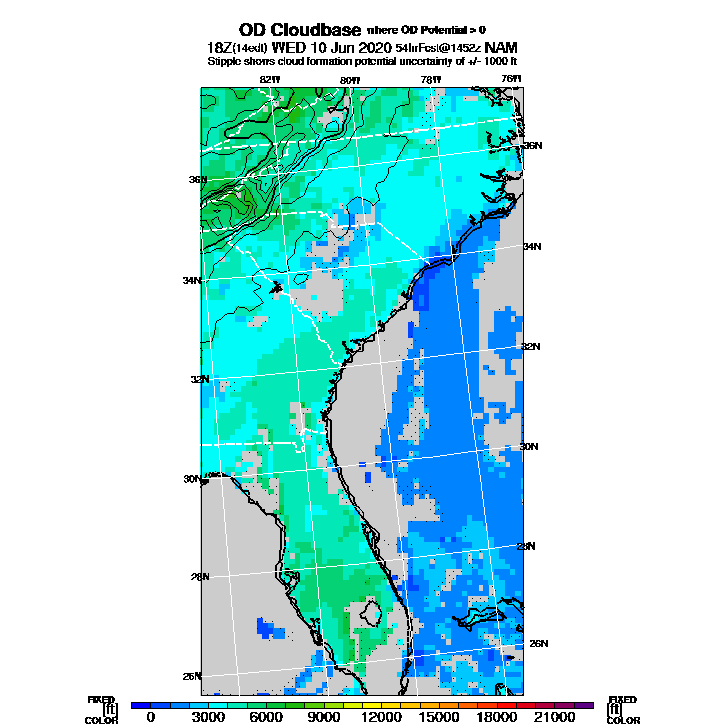 OD Cloudbase where OD Potential > 0
18Z(14edt) WED 10 Jun 2020 54hrFcst@1452z NAM
Stipple shows cloud formation potential uncertainty of +/- 1000 ft
82W 80W 78W 76W
36N 36N
34N 34N
32N 32N
30N 30N
28N 28N
26N 26N
FIXED FIXED
[ft] [ft]
COLOR 0 3000 6000 9000 12000 15000 18000 21000 COLOR